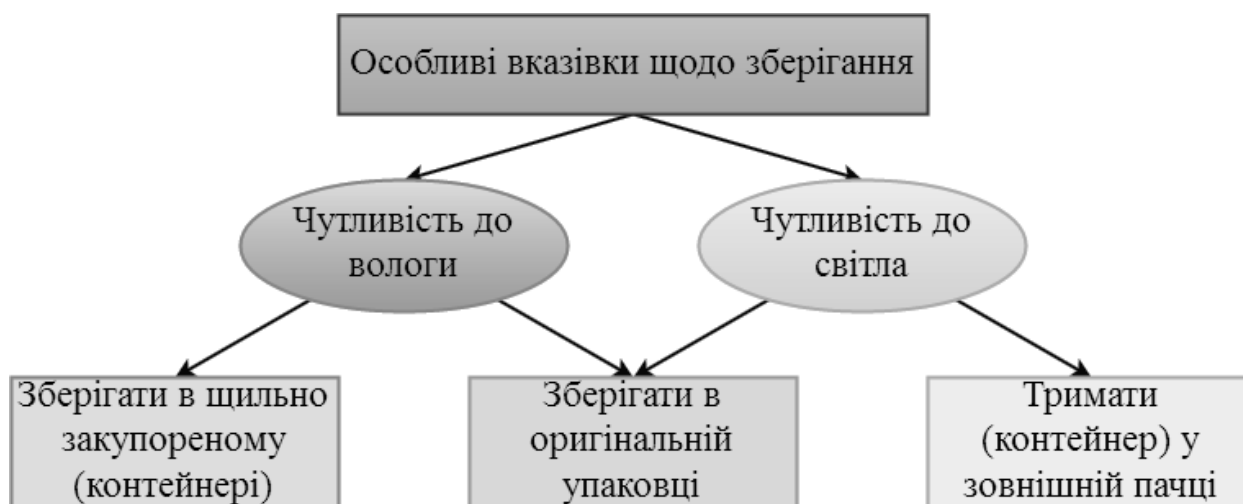 Особливі вказівки щодо зберігання
Чутливість до
вологи
Чутливість до
світла
Зберігати в щильно
закупореному
(контейнері)
Зберігати в
оригінальній
упаковці
Тримати
(контейнер) у
зовнішній пачці